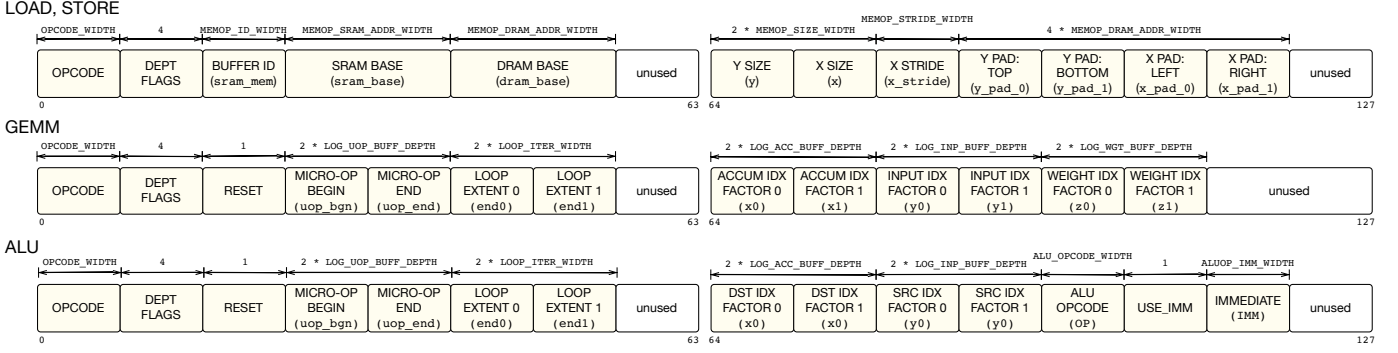 LOAD, STORE
MEMOP_STRIDE_WIDTH
OPCODE_WIDTH 4 MEMOP_ID_WIDTH MEMOP_SRAM_ADDR_WIDTH MEMOP_DRAM_ADDR_WIDTH 2 * MEMOP_SIZE_WIDTH 4 * MEMOP_DRAM_ADDR_WIDTH
OPCODE
DEPT
FLAGS
BUFFER ID
(sram_mem)
SRAM BASE
(sram_base)
DRAM BASE
(dram_base)
unused
Y SIZE
(y)
X SIZE
(x)
X STRIDE
(x_stride)
Y PAD:
TOP
(y_pad_0)
Y PAD:
BOTTOM
(y_pad_1)
X PAD:
LEFT
(x_pad_0)
X PAD:
RIGHT
(x_pad_1)
unused
0 63 64 127
GEMM
OPCODE_WIDTH 4 1 2 * LOG_UOP_BUFF_DEPTH 2 * LOOP_ITER_WIDTH 2 * LOG_ACC_BUFF_DEPTH 2 * LOG_INP_BUFF_DEPTH 2 * LOG_WGT_BUFF_DEPTH
OPCODE
DEPT
FLAGS
RESET
MICRO-OP
BEGIN
(uop_bgn)
MICRO-OP
END
(uop_end)
LOOP
EXTENT 0
(end0)
LOOP
EXTENT 1
(end1)
unused
ACCUM IDX
FACTOR 0
(x0)
ACCUM IDX
FACTOR 1
(x1)
INPUT IDX
FACTOR 0
(y0)
INPUT IDX
FACTOR 1
(y1)
WEIGHT IDX
FACTOR 0
(z0)
WEIGHT IDX
FACTOR 1
(z1)
unused
0 63 64 127
ALU
OPCODE_WIDTH 4 1 2 * LOG_UOP_BUFF_DEPTH 2 * LOOP_ITER_WIDTH 2 * LOG_ACC_BUFF_DEPTH 2 * LOG_INP_BUFF_DEPTH ALU_OPCODE_WIDTH 1 ALUOP_IMM_WIDTH
OPCODE
DEPT
FLAGS
RESET
MICRO-OP
BEGIN
(uop_bgn)
MICRO-OP
END
(uop_end)
LOOP
EXTENT 0
(end0)
LOOP
EXTENT 1
(end1)
unused
DST IDX
FACTOR 0
(x0)
DST IDX
FACTOR 1
(x0)
SRC IDX
FACTOR 0
(y0)
SRC IDX
FACTOR 1
(y0)
ALU
OPCODE
(OP)
USE_IMM
IMMEDIATE
(IMM)
unused
0 63 64 127